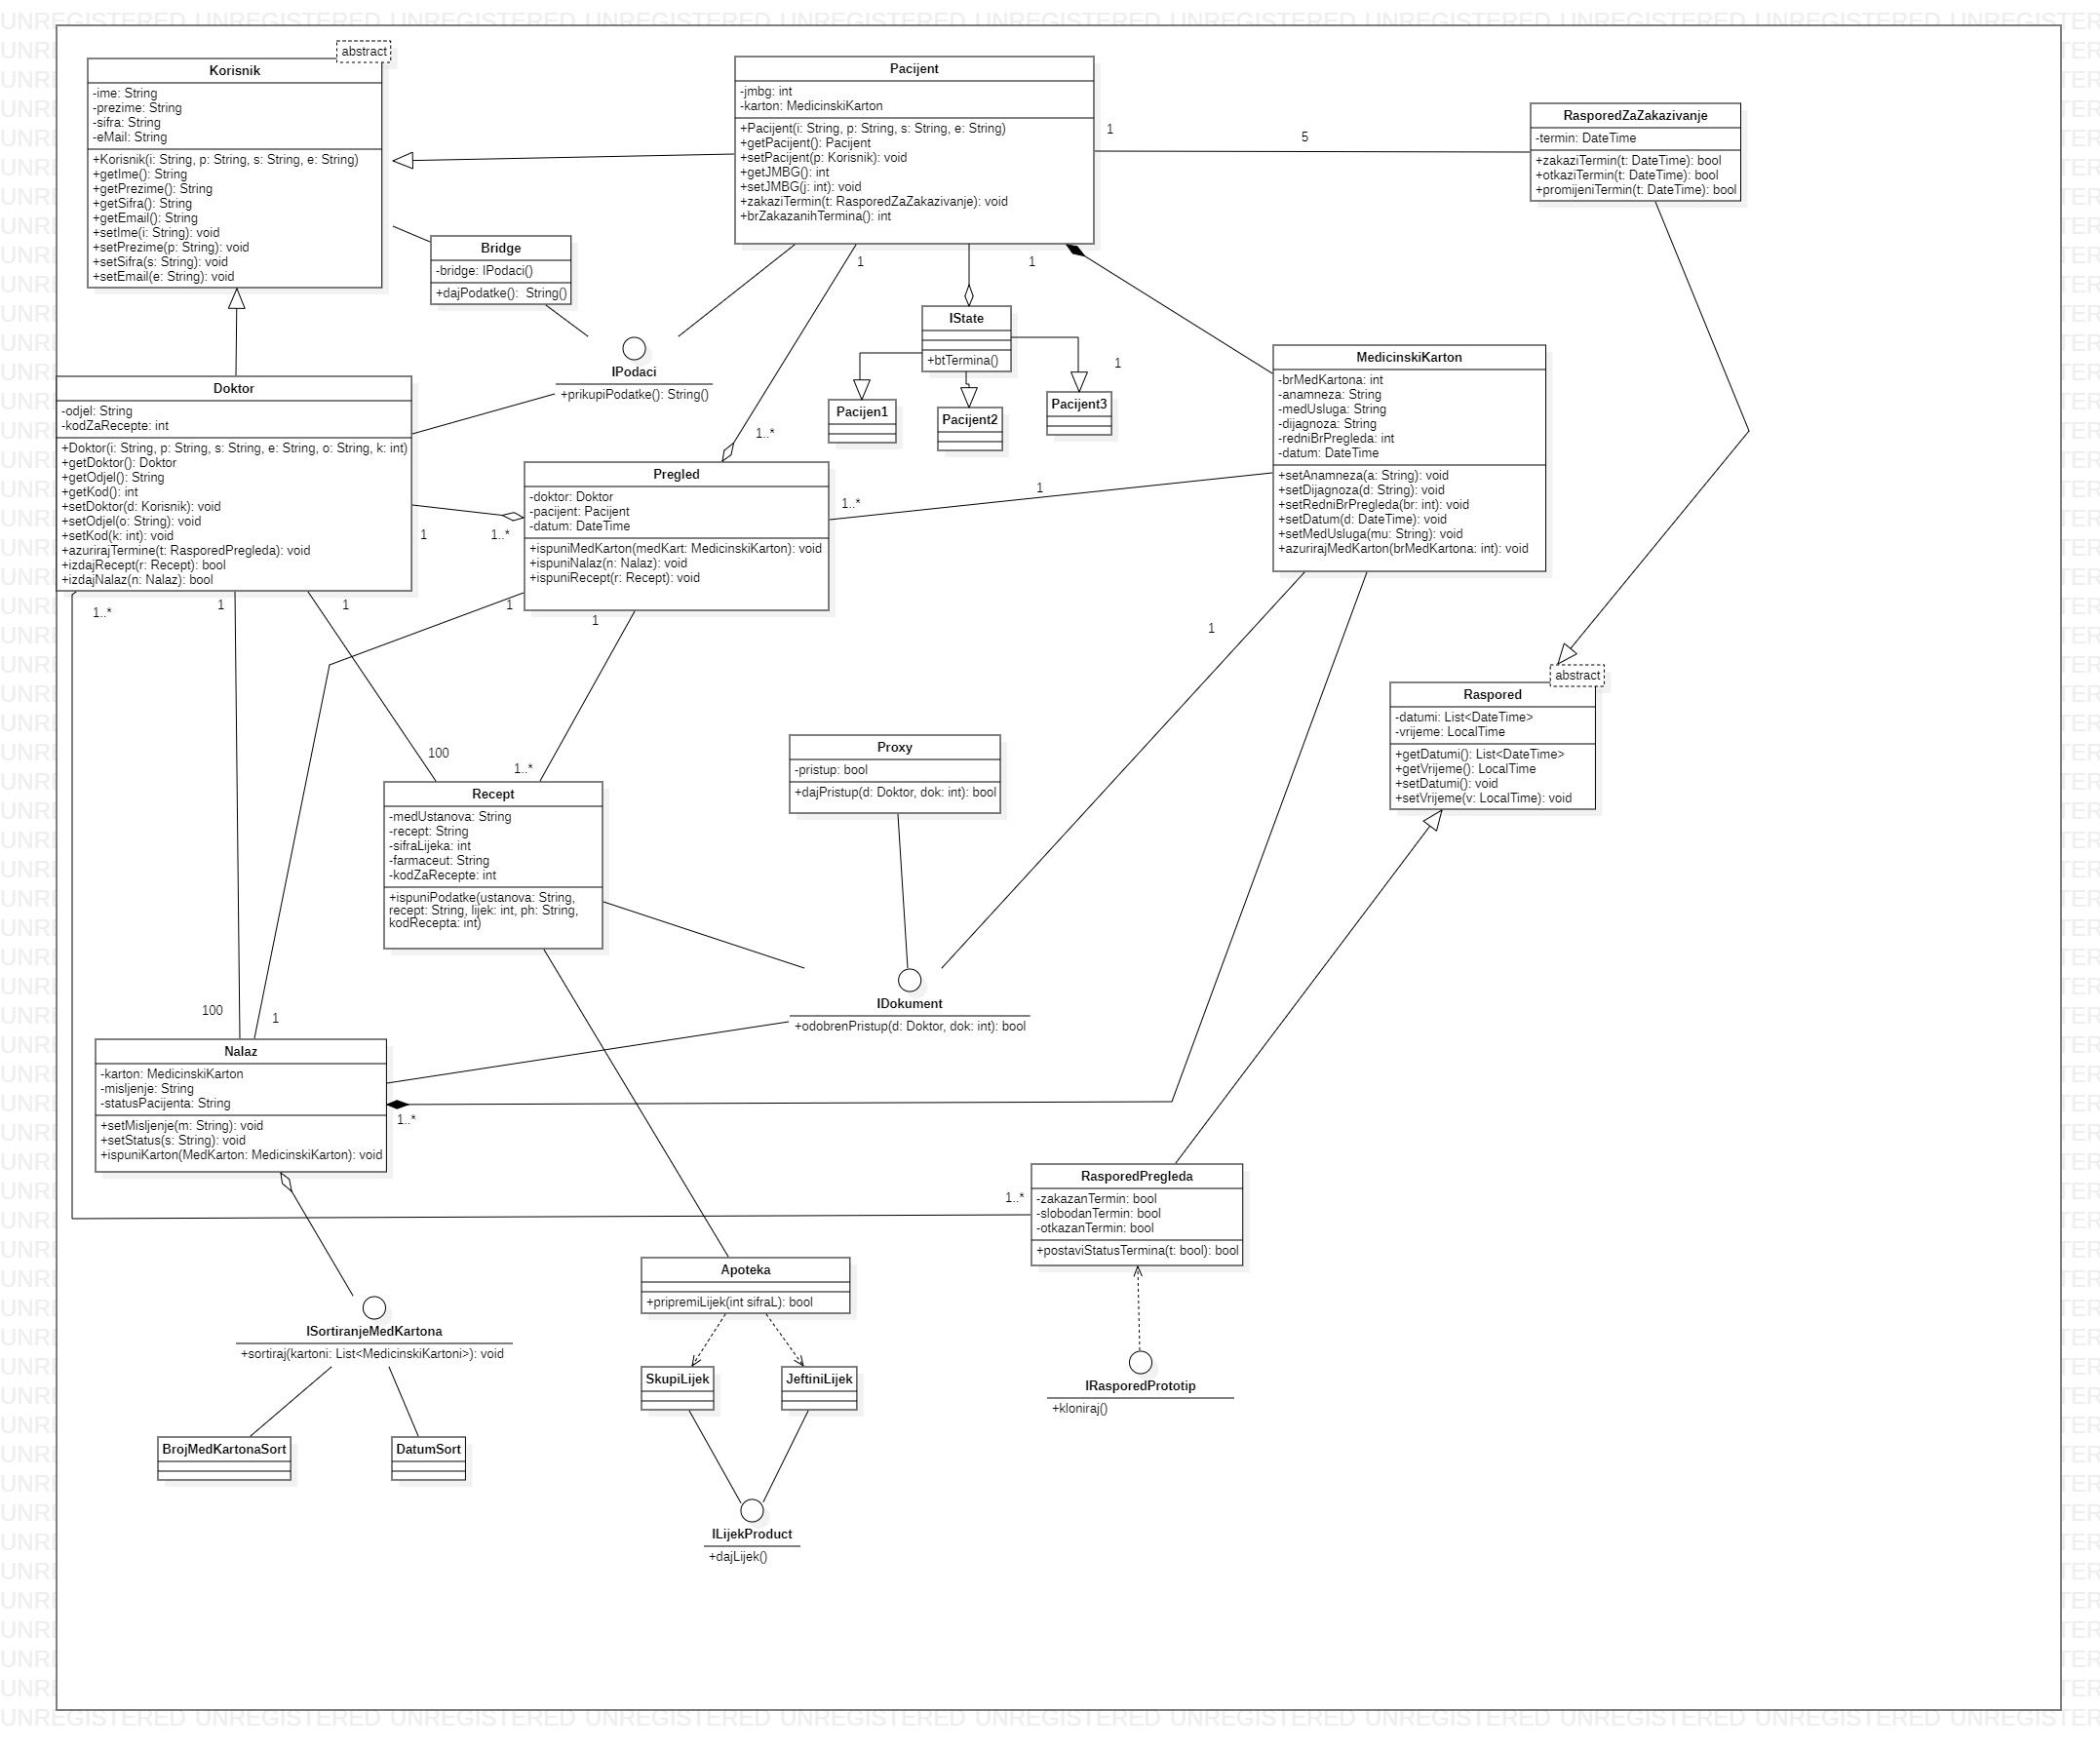 UNREGISTERED UNREGISTERED UNREGISTERED UNREGISTERED UNREGISTERED UNREGISTERED UNREGISTERED UNREGISTERED UNREGISTERED UNREGISTERED UNREGISTERED
abstract
Korisnik
-ime: String
-prezime: String
-sifra: String
-eMail: String
+Korisnik(i: String, p: String, s: String, e: String)
+getIme(): String
+getPrezime(): String
+getSifra(): String
+getEmail(): String
+setIme(i: String): void
+setPrezime(p: String): void
+setSifra(s: String): void
+setEmail(e: String): void
Pacijent
-jmbg: int
-karton: MedicinskiKarton
+Pacijent(i: String, p: String, s: String, e: String)
+getPacijent(): Pacijent
+setPacijent(p: Korisnik): void
+getJMBG(): int
+setJMBG(j: int): void
+zakaziTermin(t: RasporedZaZakazivanje): void
+brZakazanihTermina(): int
1
5
RasporedZaZakazivanje
-termin: DateTime
+zakaziTermin(t: DateTime): bool
+otkaziTermin(t: DateTime): bool
+promijeniTermin(t: DateTime): bool
Bridge
-bridge: IPodaci()
+dajPodatke():  String()
1
1
IPodaci
+prikupiPodatke(): String()
IState
+btTermina()
1
Pacijen1
Pacijent2
Pacijent3
MedicinskiKarton
-brMedKartona: int
-anamneza: String
-medUsluga: String
-dijagnoza: String
-redniBrPregleda: int
-datum: DateTime
+setAnamneza(a: String): void
+setDijagnoza(d: String): void
+setRedniBrPregleda(br: int): void
+setDatum(d: DateTime): void
+setMedUsluga(mu: String): void
+azurirajMedKarton(brMedKartona: int): void
Doktor
-odjel: String
-kodZaRecepte: int
+Doktor(i: String, p: String, s: String, e: String, o: String, k: int)
+getDoktor(): Doktor
+getOdjel(): String
+getKod(): int
+setDoktor(d: Korisnik): void
+setOdjel(o: String): void
+setKod(k: int): void
+azurirajTermine(t: RasporedPregleda): void
+izdajRecept(r: Recept): bool
+izdajNalaz(n: Nalaz): bool
1..*
Pregled
-doktor: Doktor
-pacijent: Pacijent
-datum: DateTime
+ispuniMedKarton(medKart: MedicinskiKarton): void
+ispuniNalaz(n: Nalaz): void
+ispuniRecept(r: Recept): void
1..*
1
1
1..*
1..*
1
1
1
1
1
abstract
Raspored
-datumi: List<DateTime>
-vrijeme: LocalTime
+getDatumi(): List<DateTime>
+getVrijeme(): LocalTime
+setDatumi(): void
+setVrijeme(v: LocalTime): void
Proxy
-pristup: bool
+dajPristup(d: Doktor, dok: int): bool
100
1..*
Recept
-medUstanova: String
-recept: String
-sifraLijeka: int
-farmaceut: String
-kodZaRecepte: int
+ispuniPodatke(ustanova: String,
recept: String, lijek: int, ph: String,
kodRecepta: int)
IDokument
+odobrenPristup(d: Doktor, dok: int): bool
100
1
Nalaz
-karton: MedicinskiKarton
-misljenje: String
-statusPacijenta: String
+setMisljenje(m: String): void
+setStatus(s: String): void
+ispuniKarton(MedKarton: MedicinskiKarton): void
1..*
1..*
RasporedPregleda
-zakazanTermin: bool
-slobodanTermin: bool
-otkazanTermin: bool
+postaviStatusTermina(t: bool): bool
Apoteka
+pripremiLijek(int sifraL): bool
ISortiranjeMedKartona
+sortiraj(kartoni: List<MedicinskiKartoni>): void
SkupiLijek
JeftiniLijek
IRasporedPrototip
+kloniraj()
BrojMedKartonaSort
DatumSort
ILijekProduct
+dajLijek()
UNREGISTERED UNREGISTERED UNREGISTERED UNREGISTERED UNREGISTERED UNREGISTERED UNREGISTERED UNREGISTERED UNREGISTERED UNREGISTERED UNREGISTERED